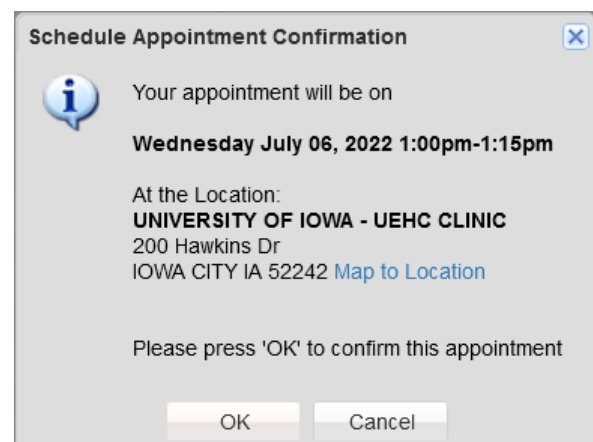 Schedule Appointment Confirmation
Your appointment will be on
Wednesday July 06, 2022 1:00pm-1:15pm
At the Location:
UNIVERSITY OF IOWA - UEHC CLINIC
200 Hawkins Dr
IOWA CITY IA 52242 Map to Location
Please press 'OK' to confirm this appointment
OK Cancel